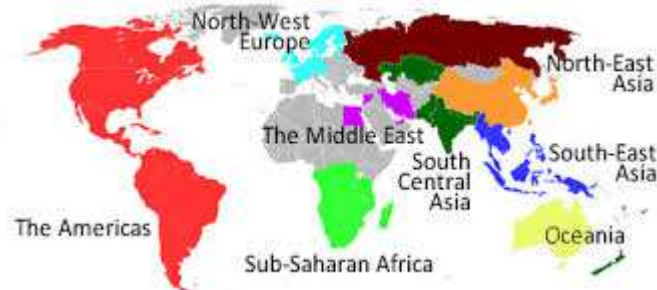 North-West
Europe
North-East
Asia
The Middle East
South
Central
Asia
South-East
Asia
The Americas
Oceania
Sub-Saharan Africa